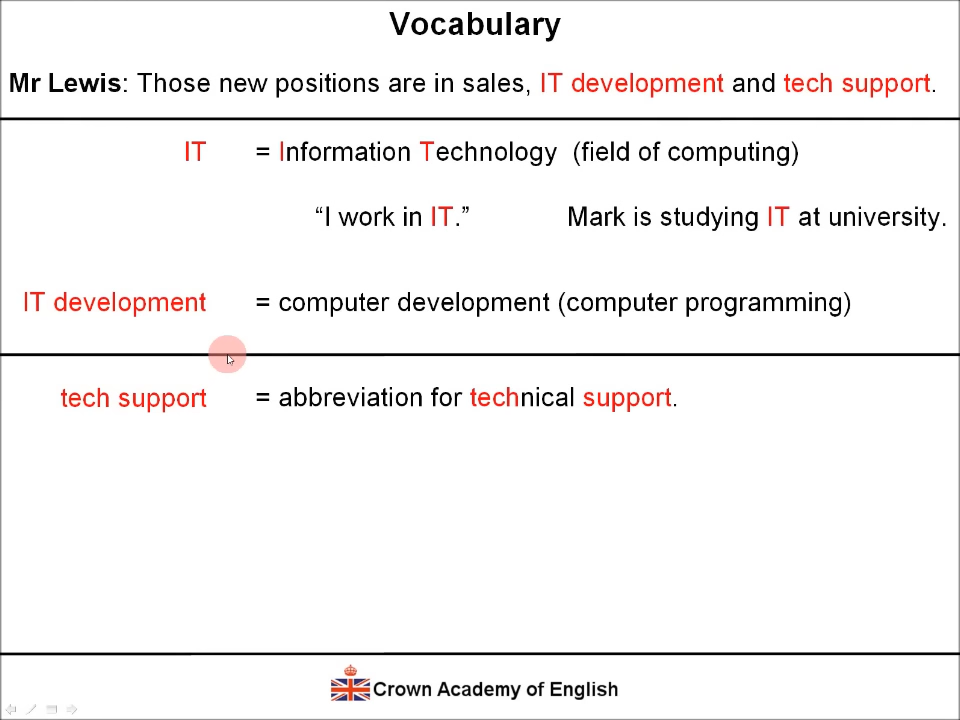 Vocabulary
Mr Lewis: Those new positions are in sales, IT development and tech support.
IT = Information Technology (field of computing)
“I work in IT.” Mark is studying IT at university.
IT development = computer development (computer programming)
tech support = abbreviation for technical support.
Crown Academy of English